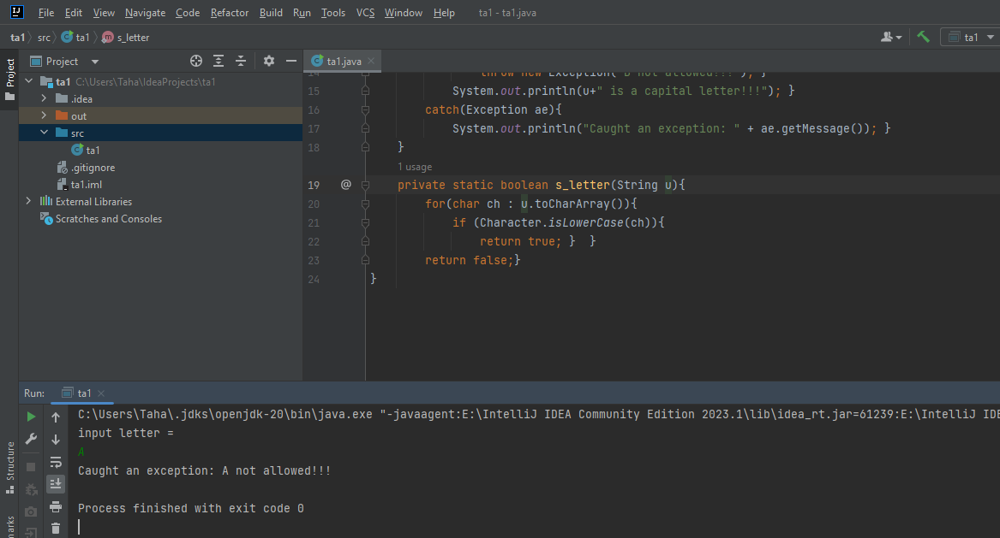 IJ File Edit View Navigate Code Refactor Build Run Tools VCS Window Help ta1 - ta1.java
ta1 src ta1 m s_letter ta1
Project
Project
ta1.java
ta1 C:\Users\Taha\IdeaProjects\ta1
.idea
out
src
ta1
.gitignore
ta1.iml
External Libraries
Scratches and Consoles
14 throw new Exception("D not allowed!!!"); }
15 System.out.println(u+" is a capital letter!!!"); }
16 catch(Exception ae){
17 System.out.println("Caught an exception: " + ae.getMessage()); }
18 }
1 usage
19 @ private static boolean s_letter(String u){
20 for(char ch : u.toCharArray()){
21 if (Character.isLowerCase(ch)){
22 return true; } }
23 return false;}
24 }
Run: ta1
C:\Users\Taha\.jdks\openjdk-20\bin\java.exe "-javaagent:E:\IntelliJ IDEA Community Edition 2023.1\lib\idea_rt.jar=61239:E:\IntelliJ IDE
input letter =
A
Caught an exception: A not allowed!!!
Process finished with exit code 0
Structure
marks